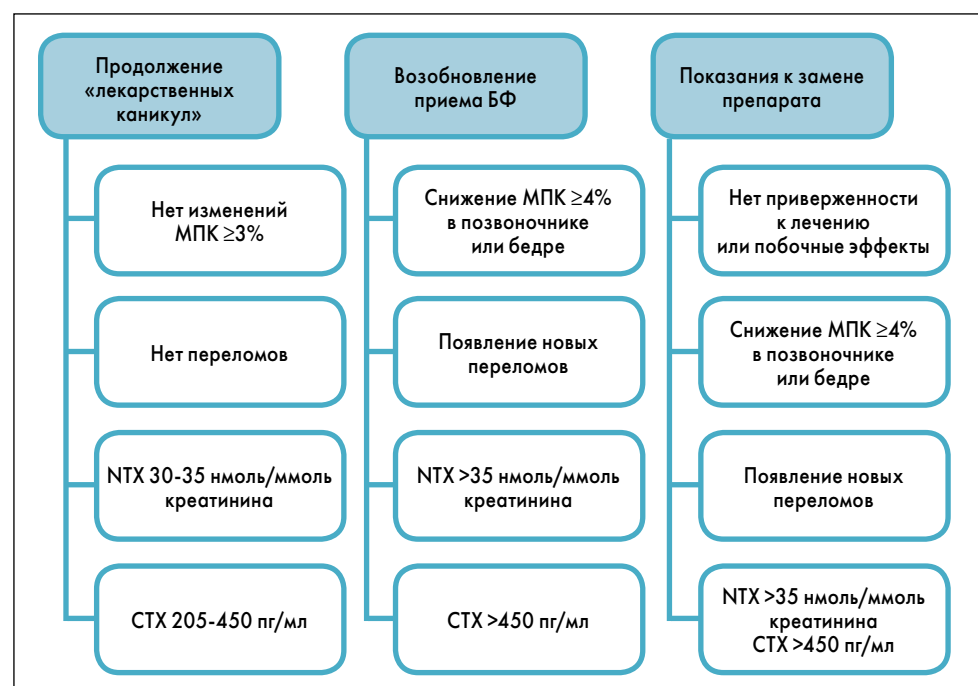 Продолжение
«лекарственных
каникул»
Нет изменений
МПК ≥3%
Нет переломов
NTX 30-35 нмоль/ммоль
креатинина
CTX 205-450 пг/мл
Возобновление
приема БФ
Снижение МПК ≥4%
в позвоночнике
или бедре
Появление новых
переломов
NTX >35 нмоль/ммоль
креатинина
CTX >450 пг/мл
Показания к замене
препарата
Нет приверженности
к лечению
или побочные эффекты
Снижение МПК ≥4%
в позвоночнике
или бедре
Появление новых
переломов
NTX >35 нмоль/ммоль
креатинина
CTX >450 пг/мл